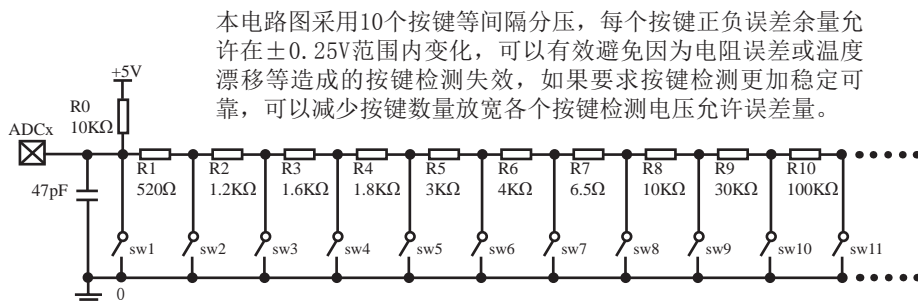 本电路图采用10个按键等间隔分压，每个按键正负误差余量允
许在±0.25V范围内变化，可以有效避免因为电阻误差或温度
漂移等造成的按键检测失效，如果要求按键检测更加稳定可
靠，可以减少按键数量放宽各个按键检测电压允许误差量。
+5V
R0
10KΩ
ADCx
R1 R2 R3 R4 R5 R6 R7 R8 R9 R10
520Ω 1.2KΩ 1.6KΩ 1.8KΩ 3KΩ 4KΩ 6.5Ω 10KΩ 30KΩ 100KΩ
47pF
sw1 sw2 sw3 sw4 sw5 sw6 sw7 sw8 sw9 sw10 sw11
0